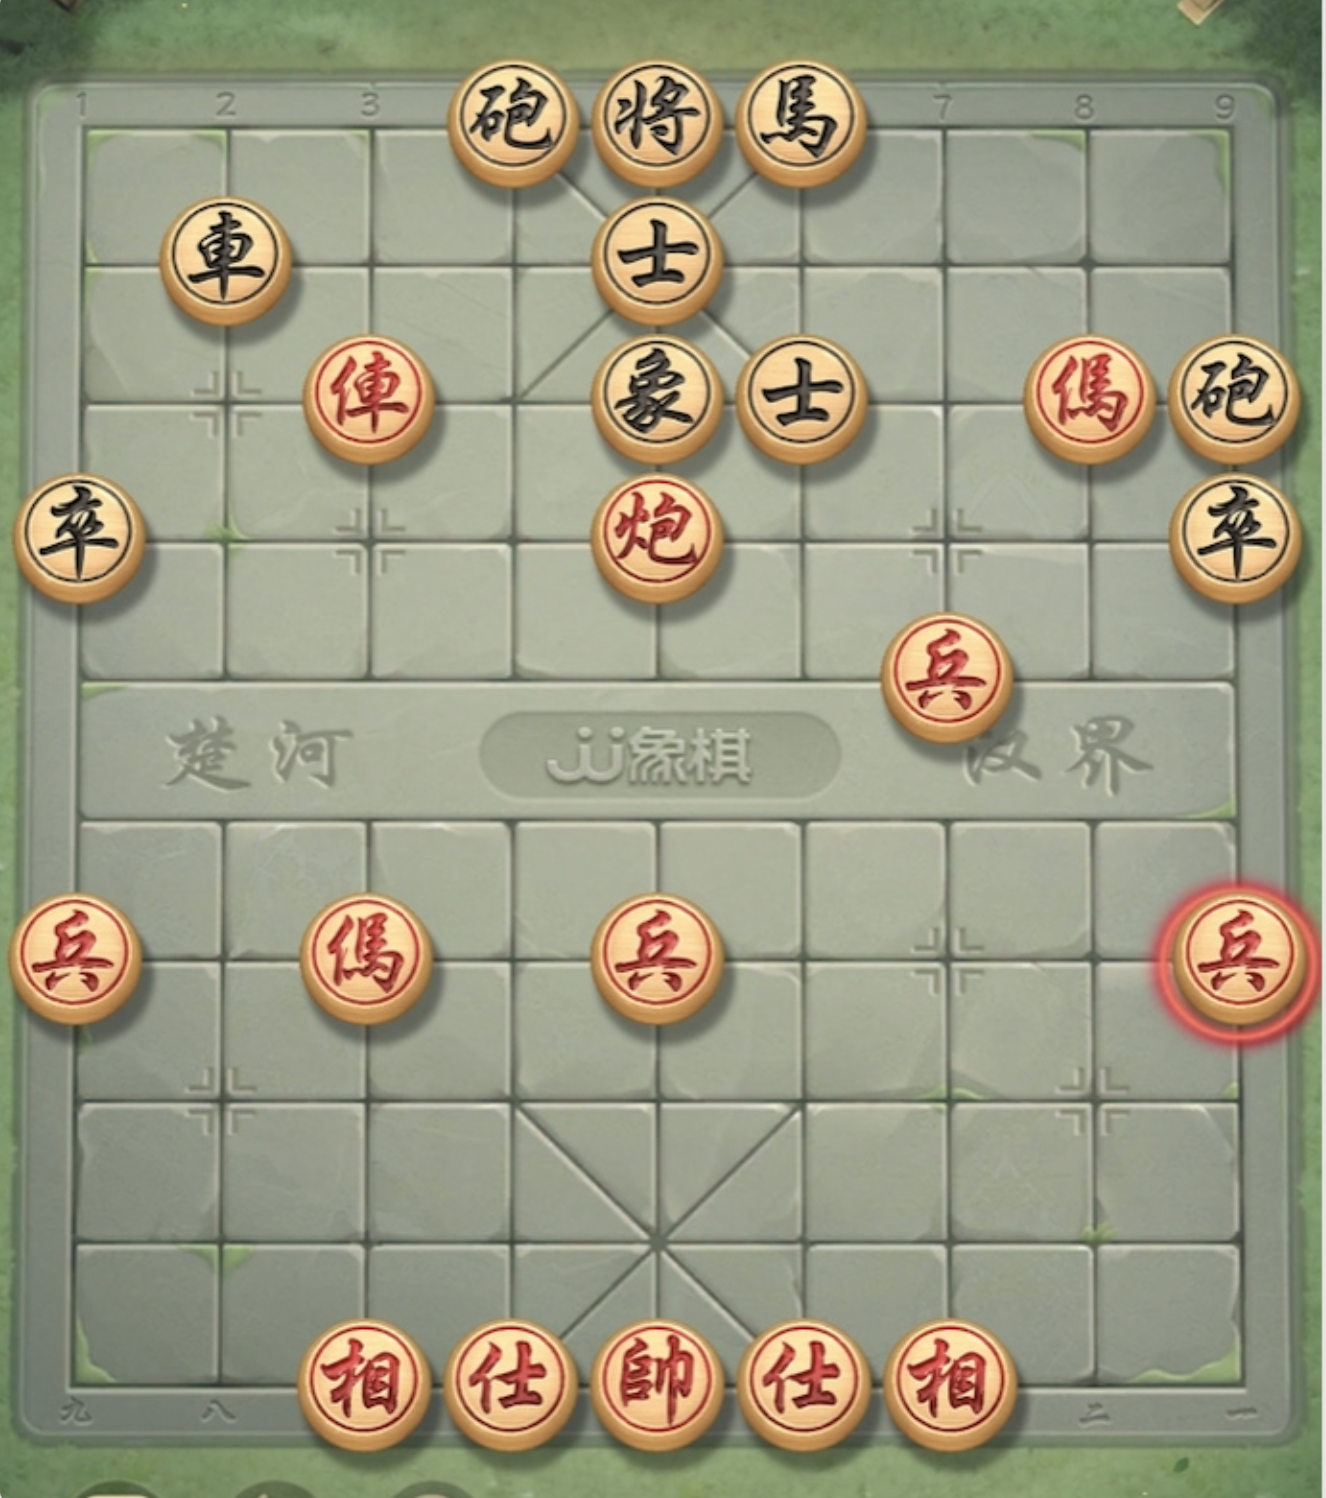 1 2 3 7 8 9
砲 将 馬
車 士
俥 象 士 傌 砲
卒 炮 卒
兵
楚河 JJ象棋 汉界
兵 傌 兵 兵
相 仕 帥 仕 相
九 八 二 一